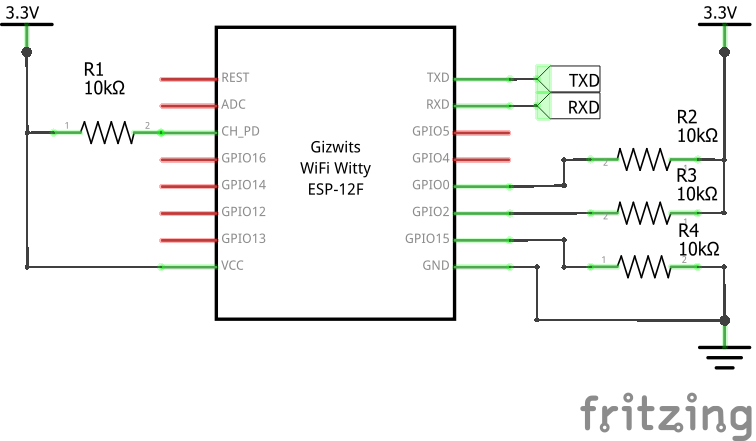 3.3V
3.3V
R1
10kΩ
1
2
REST
ADC
CH_PD
GPIO16
GPIO14
GPIO12
GPIO13
VCC
Gizwits
WiFi Witty
ESP-12F
TXD
RXD
GPIO5
GPIO4
GPIO0
GPIO2
GPIO15
GND
TXD
RXD
R2
10kΩ
2
1
R3
10kΩ
2
1
R4
10kΩ
1
2
fritzing